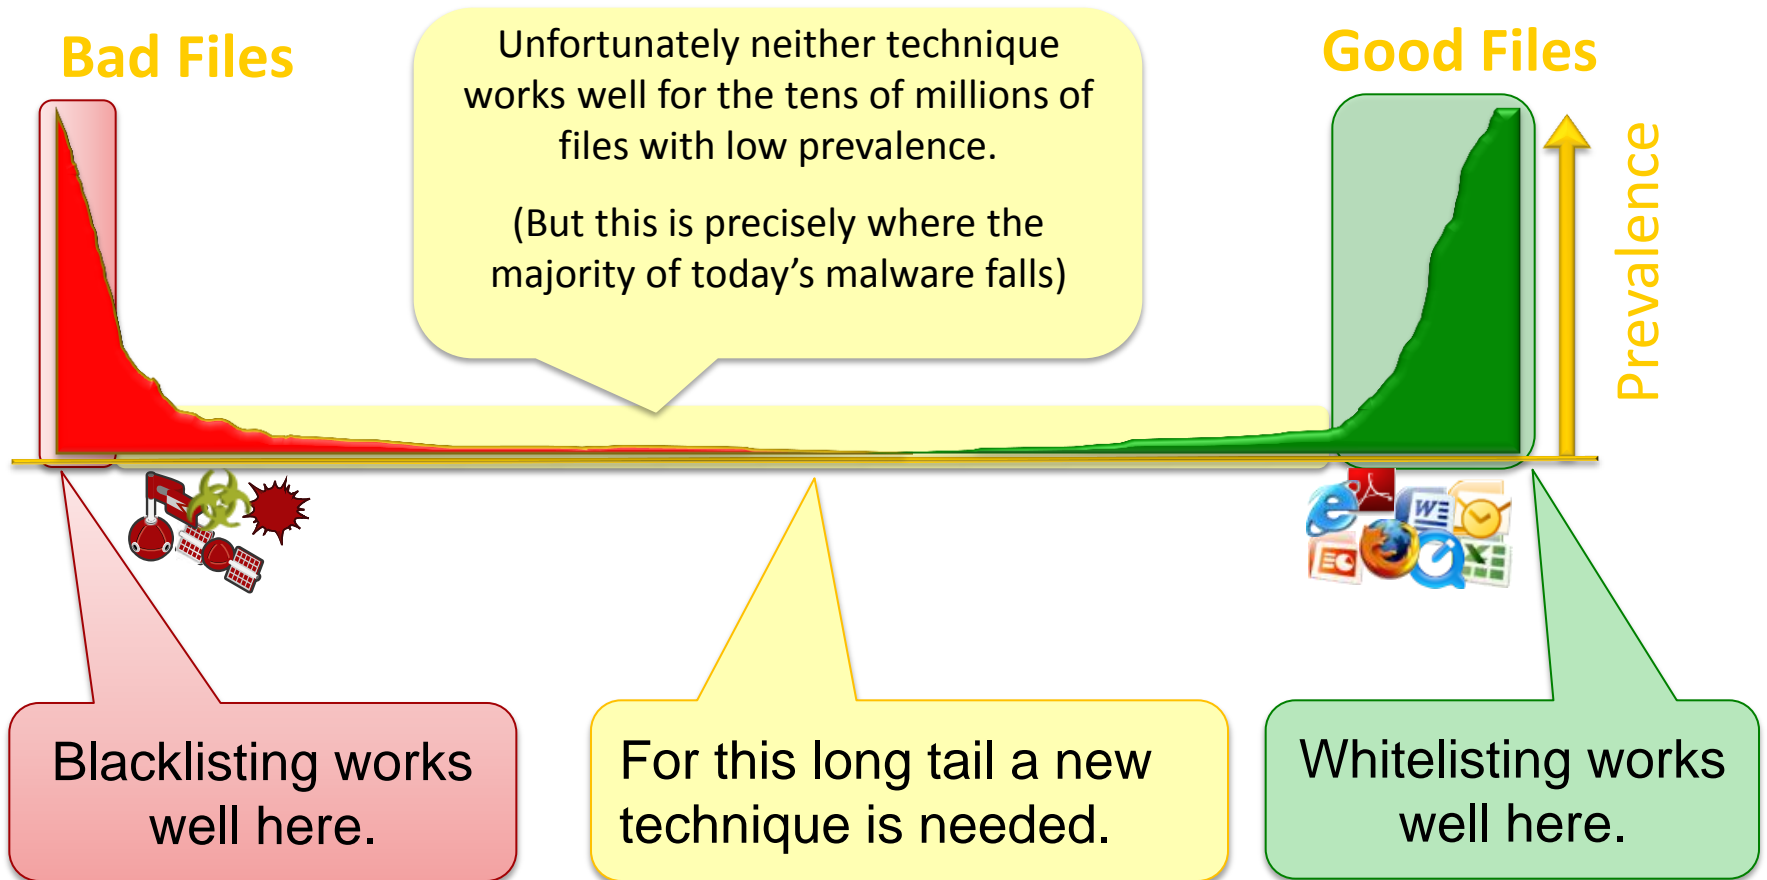 Bad Files
Unfortunately neither technique
works well for the tens of millions of
files with low prevalence.
(But this is precisely where the
majority of today’s malware falls)
Good Files
Prevalence
Blacklisting works
well here.
For this long tail a new
technique is needed.
Whitelisting works
well here.